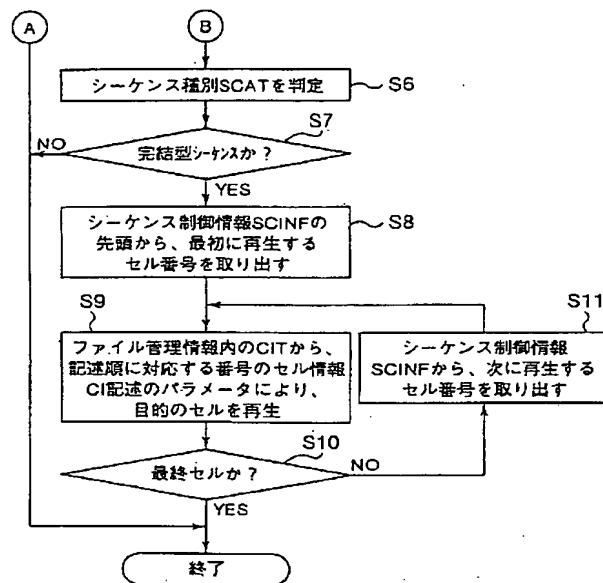 A
B
シーケンス種別SCATを判定
S6
S7
NO
完結型シーケンスか?
YES
シーケンス制御情報SCINFの
先頭から、最初に再生する
セル番号を取り出す
S8
S9
S11
ファイル管理情報内のCITから、
記述順に対応する番号のセル情報
CI記述のパラメータにより、
目的のセルを再生
シーケンス制御情報
SCINFから、次に再生する
セル番号を取り出す
S10
最終セルか?
NO
YES
終了